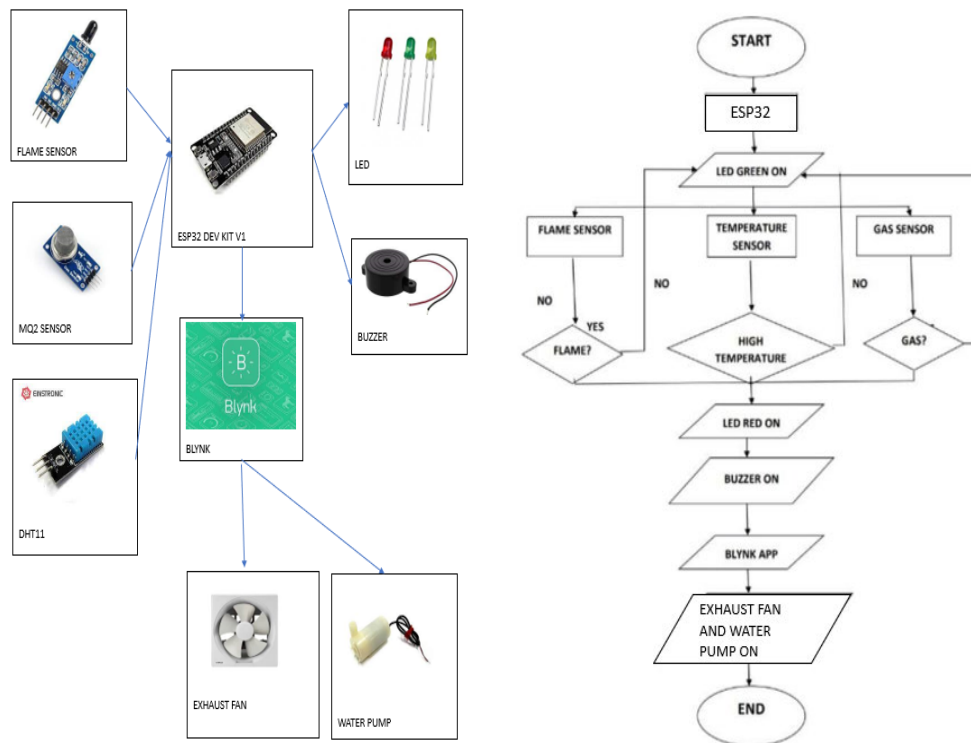 FLAME SENSOR
MQ2 SENSOR
EINSTRONIC
DHT11
ESP32 DEV KIT V1
B
Blynk
BLYNK
LED
BUZZER
EXHAUST FAN
WATER PUMP
START
ESP32
LED GREEN ON
FLAME SENSOR
TEMPERATURE
SENSOR
GAS SENSOR
NO
NO
NO
YES
FLAME?
HIGH
TEMPERATURE
GAS?
LED RED ON
BUZZER ON
BLYNK APP
EXHAUST FAN
AND WATER
PUMP ON
END